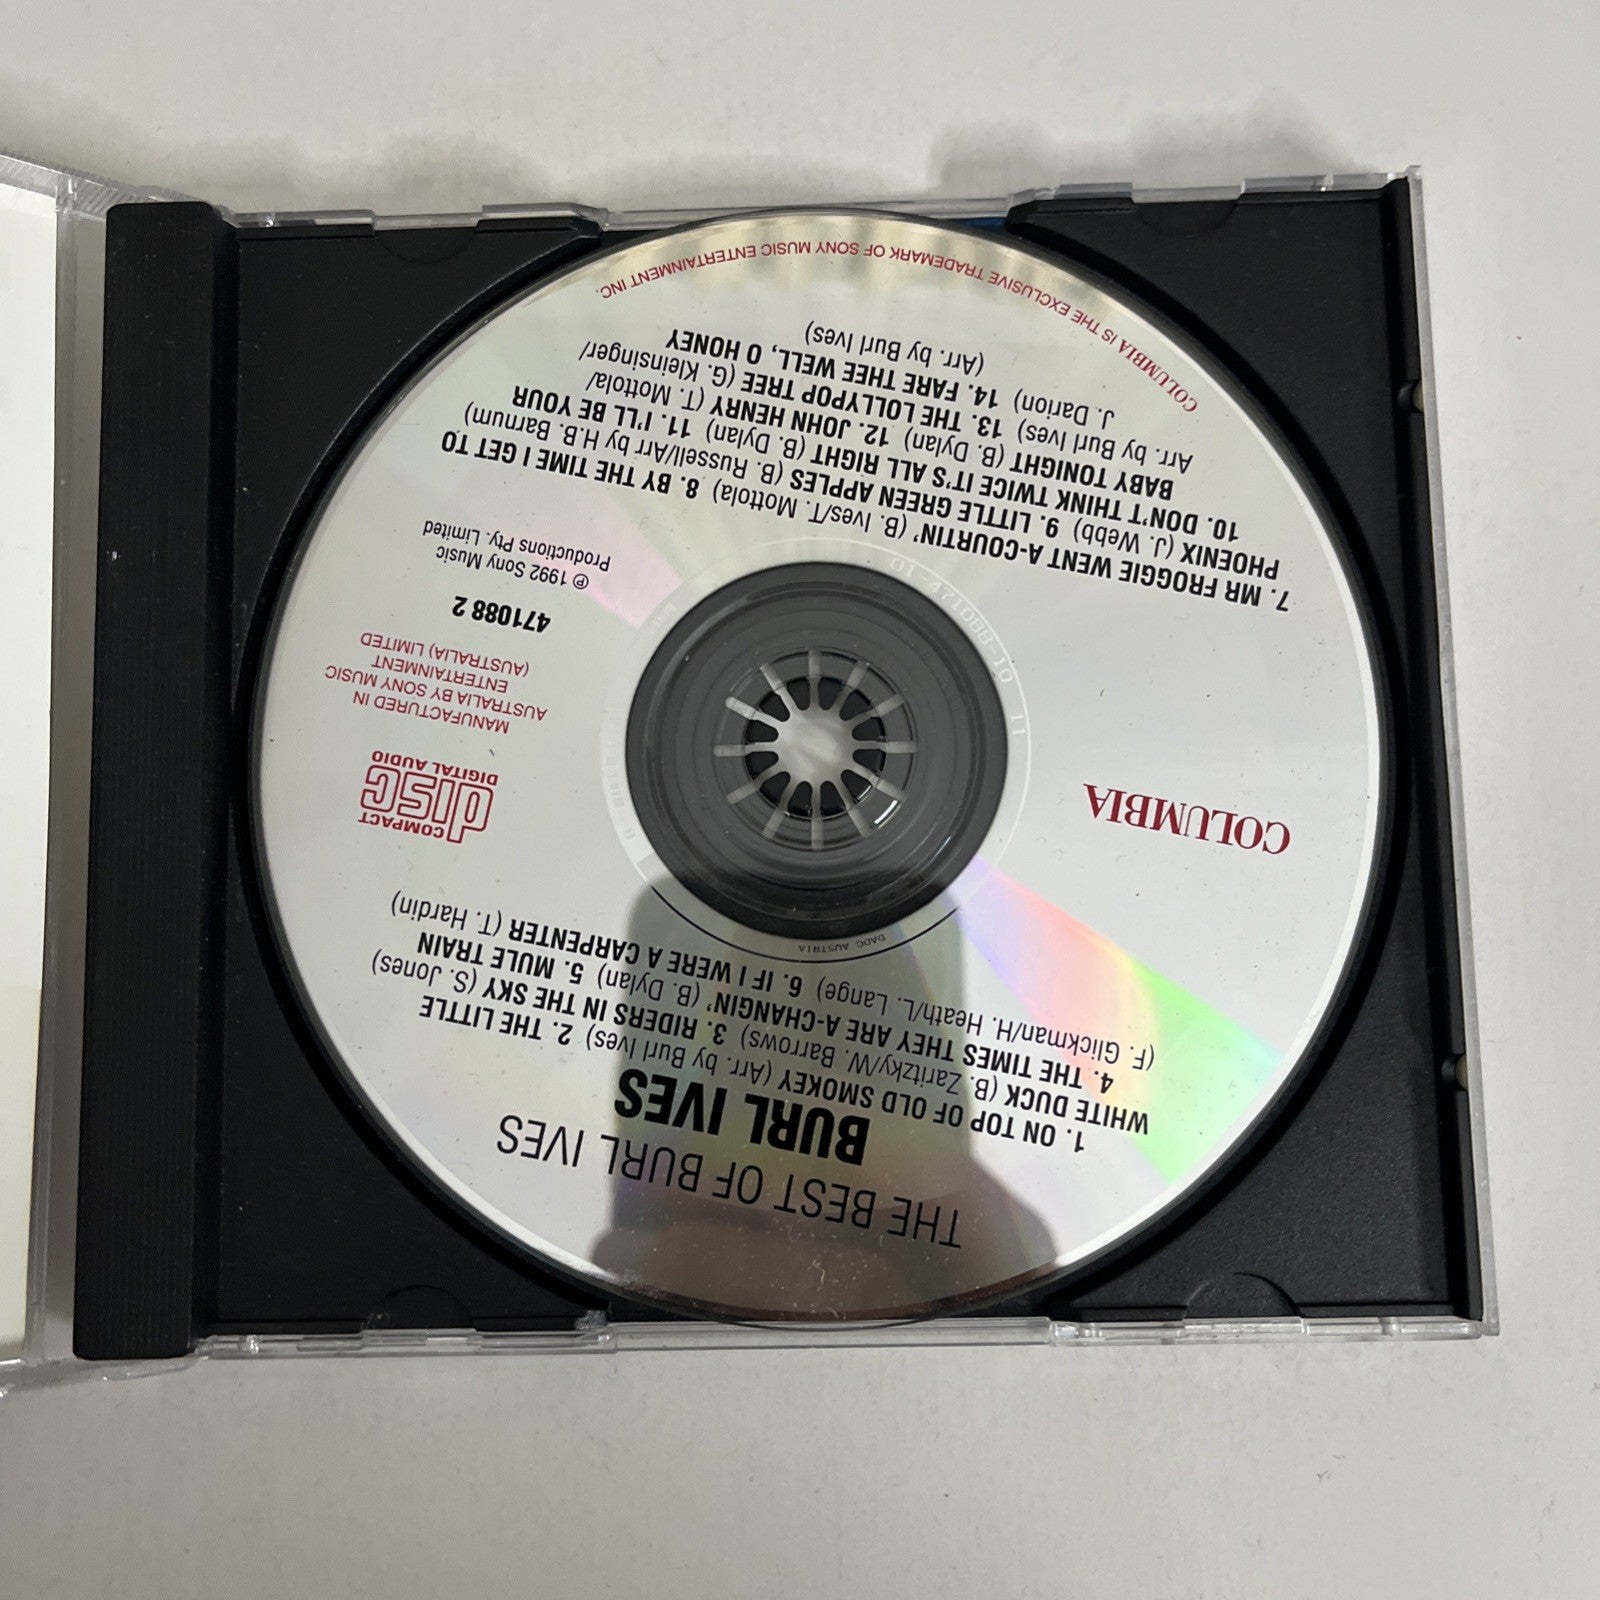 THE BEST OF BURL IVES
BURL IVES
1. ON TOP OF OLD SMOKEY (Arr. by Burl Ives) 2. THE LITTLE
WHITE DUCK (B. Zaritzky/W. Barrows) 3. RIDERS IN THE SKY (S. Jones)
4. THE TIMES THEY ARE A-CHANGIN' (B. Dylan) 5. MULE TRAIN
(F. Glickman/H. Heath/L. Lange) 6. IF I WERE A CARPENTER (T. Hardin)
DADC AUSTRIA
COLUMBIA
COMPACT
disc
DIGITAL AUDIO
MANUFACTURED IN
AUSTRALIA BY SONY MUSIC
ENTERTAINMENT
(AUSTRALIA) LIMITED
471088 2
℗ 1992 Sony Music
Productions Pty. Limited
01-471088-10 11
7. MR FROGGIE WENT A-COURTIN' (B. Ives/T. Mottola) 8. BY THE TIME I GET TO
PHOENIX (J. Webb) 9. LITTLE GREEN APPLES (B. Russell/Arr by H.B. Barnum)
10. DON'T THINK TWICE IT'S ALL RIGHT (B. Dylan) 11. I'LL BE YOUR
BABY TONIGHT (B. Dylan) 12. JOHN HENRY (T. Mottola/
Arr. by Burl Ives) 13. THE LOLLYPOP TREE (G. Kleinsinger/
J. Darion) 14. FARE THEE WELL, O HONEY
(Arr. by Burl Ives)
COLUMBIA IS THE EXCLUSIVE TRADEMARK OF SONY MUSIC ENTERTAINMENT INC.